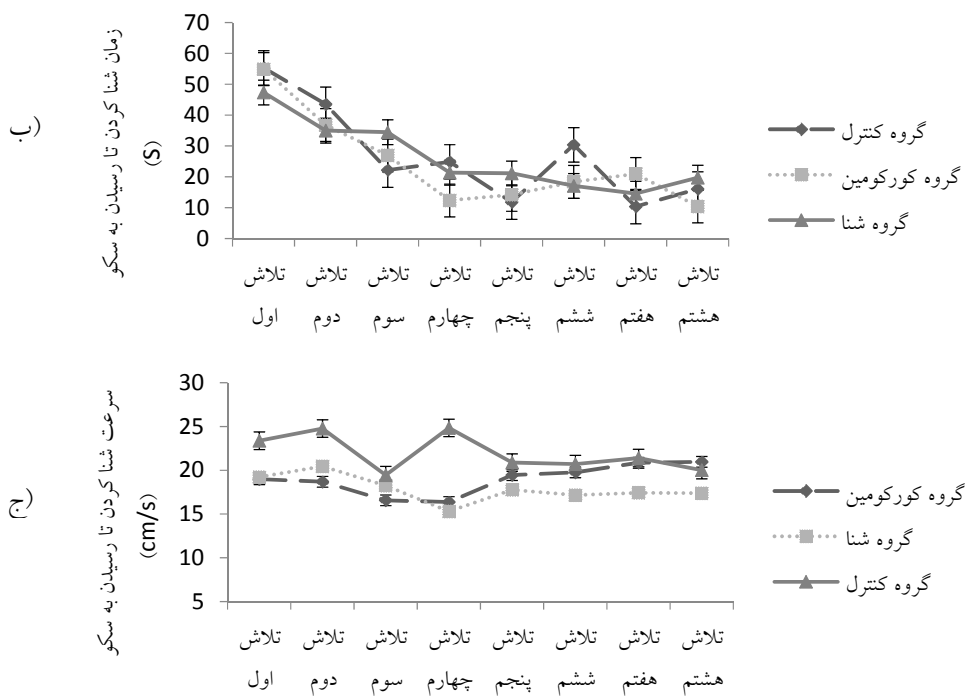 ب)
زمان شنا کردن تا رسیدن به سکو
(S)
70
60
50
40
30
20
10
0
تلاش اول
تلاش دوم
تلاش سوم
تلاش چهارم
تلاش پنجم
تلاش ششم
تلاش هفتم
تلاش هشتم
گروه کنترل
گروه کورکومین
گروه شنا
ج)
سرعت شنا کردن تا رسیدن به سکو
(cm/s)
30
25
20
15
10
5
تلاش اول
تلاش دوم
تلاش سوم
تلاش چهارم
تلاش پنجم
تلاش ششم
تلاش هفتم
تلاش هشتم
گروه کورکومین
گروه شنا
گروه کنترل